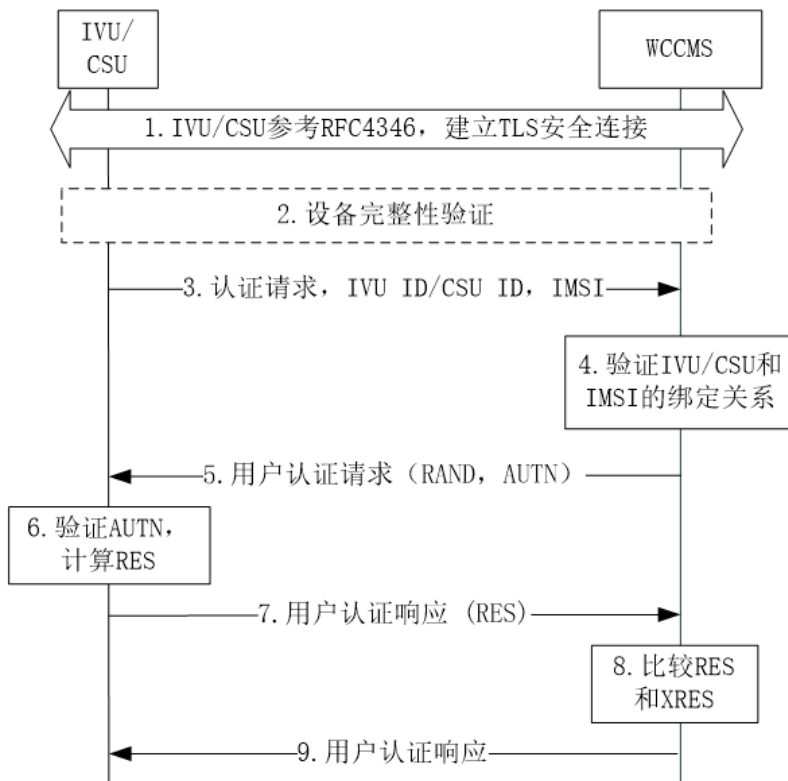 IVU/
CSU
WCCMS
1.IVU/CSU参考RFC4346，建立TLS安全连接
2.设备完整性验证
3.认证请求，IVU ID/CSU ID，IMSI
4.验证IVU/CSU和
IMSI的绑定关系
5.用户认证请求（RAND，AUTN）
6.验证AUTN，
计算RES
7.用户认证响应 (RES)
8.比较RES
和XRES
9.用户认证响应